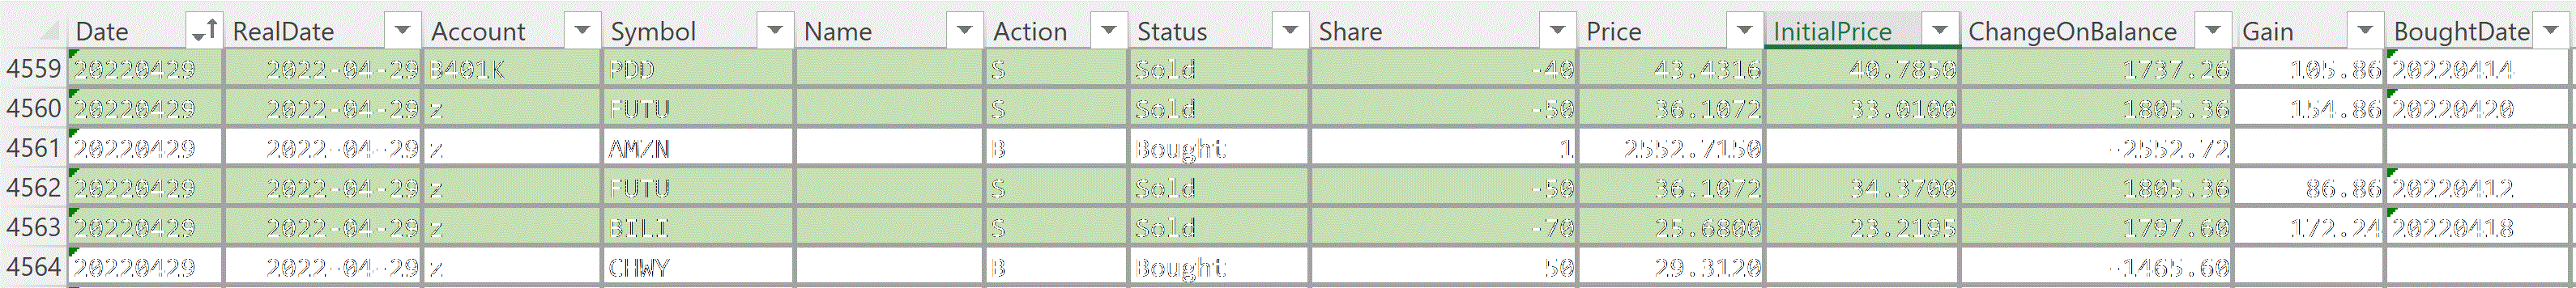 Date RealDate Account Symbol Name Action Status Share Price InitialPrice ChangeOnBalance Gain BoughtDate
4559 20220429 2022-04-29 B401K PDD S Sold -40 43.4316 40.7850 1737.26 105.86 20220414
4560 20220429 2022-04-29 z FUTU S Sold -50 36.1072 33.0100 1805.36 154.86 20220420
4561 20220429 2022-04-29 z AMZN B Bought 1 2552.7150 -2552.72
4562 20220429 2022-04-29 z FUTU S Sold -50 36.1072 34.3700 1805.36 86.86 20220412
4563 20220429 2022-04-29 z BILI S Sold -70 25.6800 23.2195 1797.60 172.24 20220418
4564 20220429 2022-04-29 z CHWY B Bought 50 29.3120 -1465.60